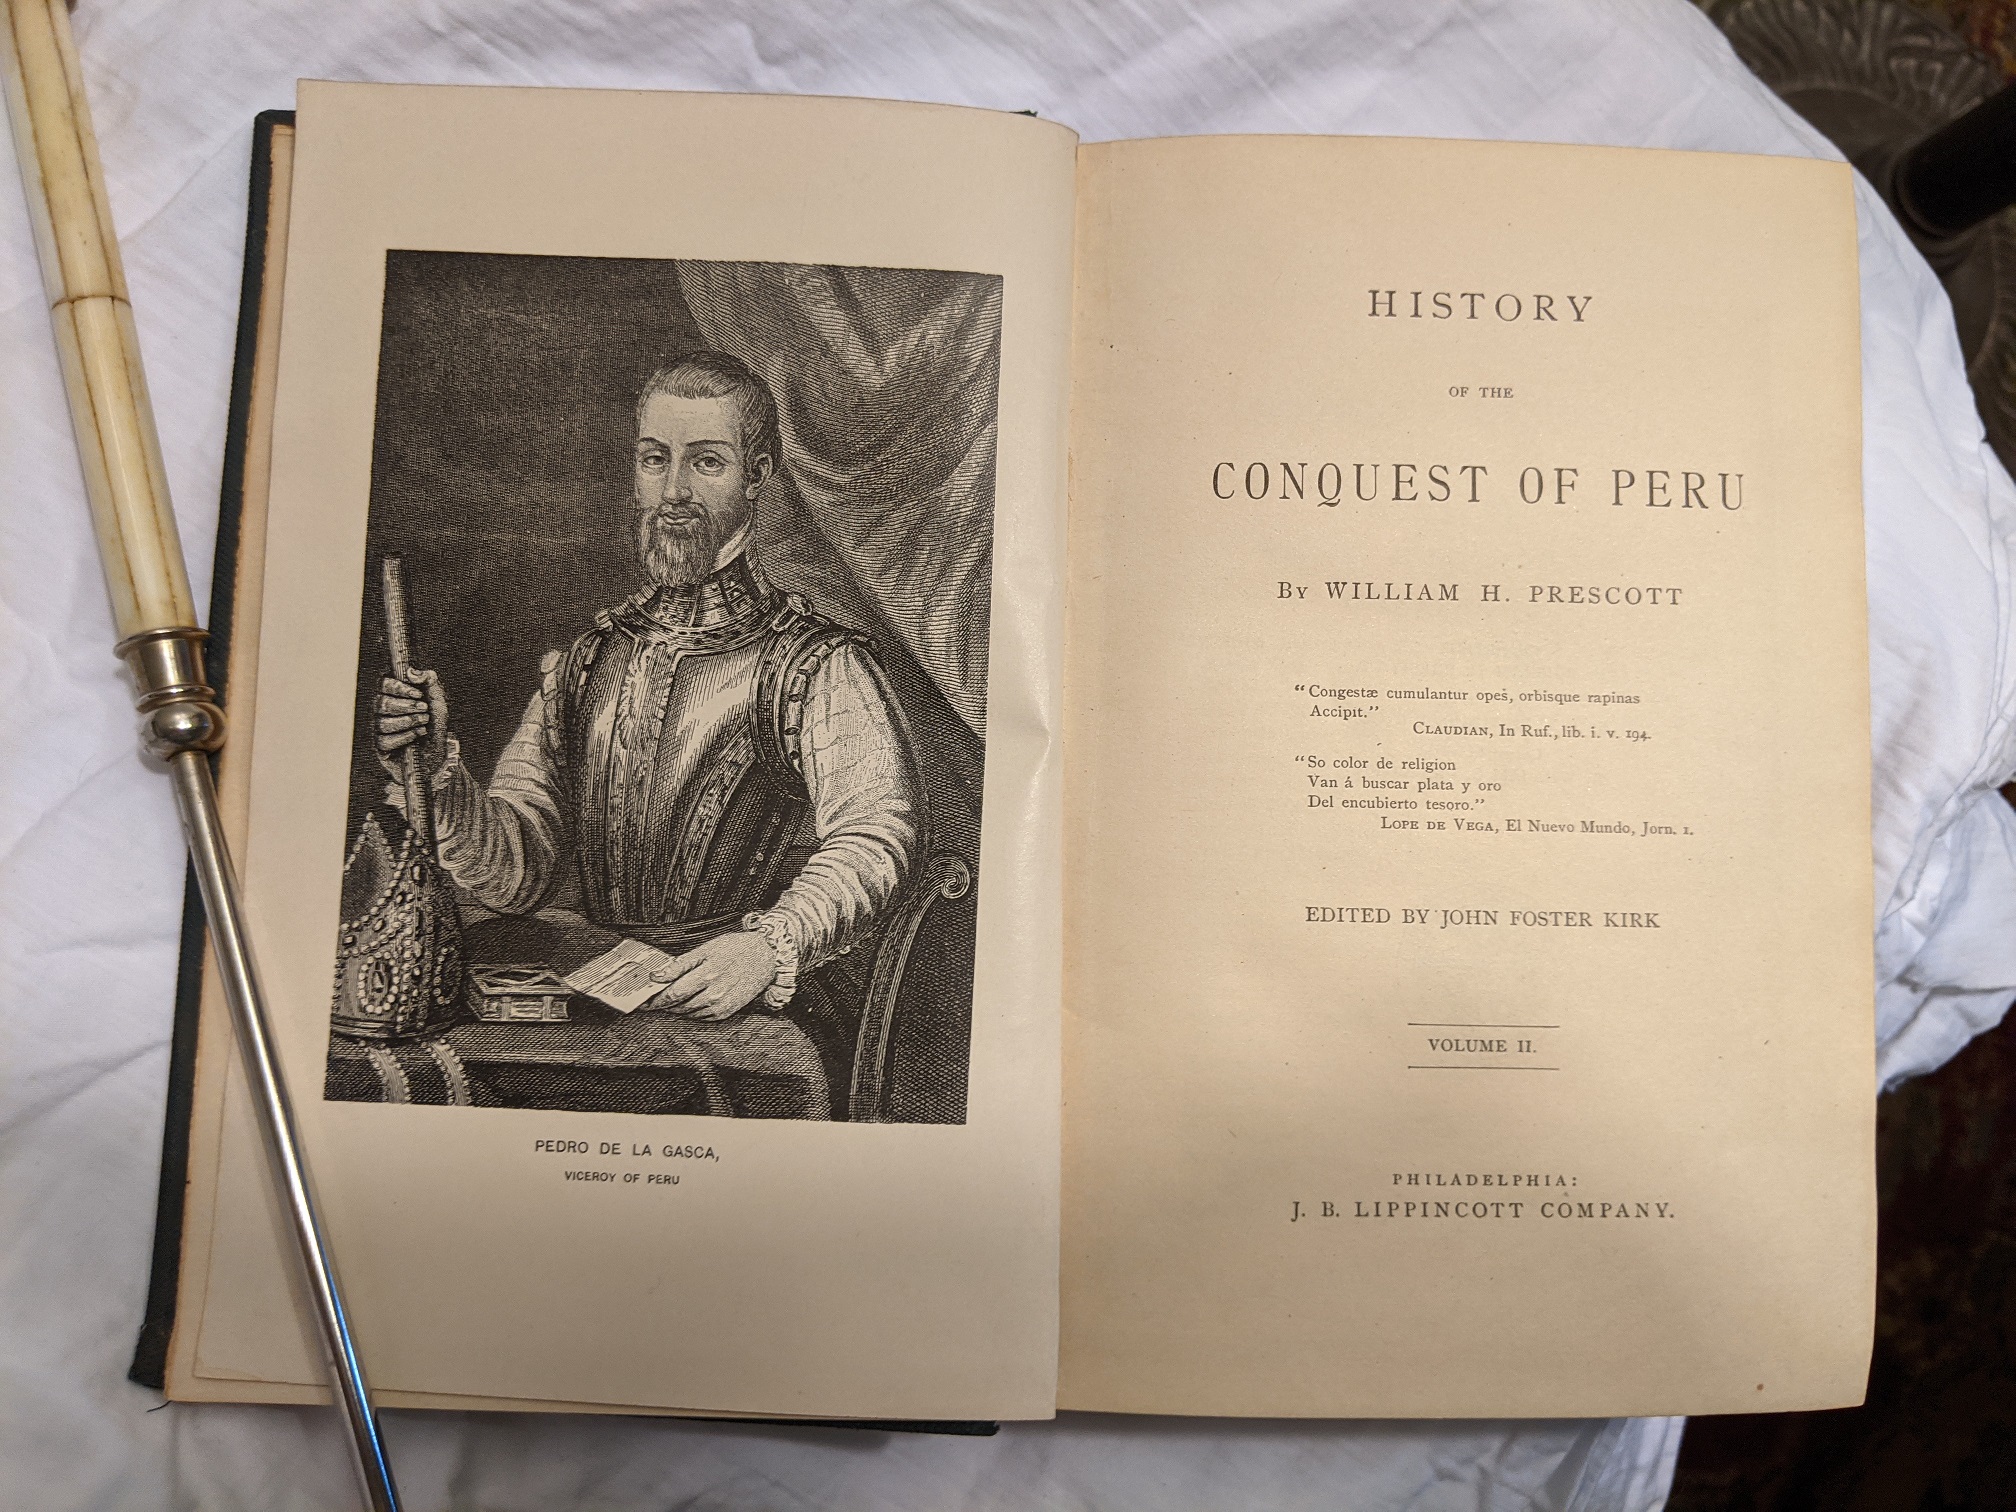 PEDRO DE LA GASCA,
VICEROY OF PERU
HISTORY
OF THE
CONQUEST OF PERU
By WILLIAM H. PRESCOTT
“Congestæ cumulantur opes, orbisque rapinas
Accipit.”
CLAUDIAN, In Ruf., lib. i. v. 194.
“So color de religion
Van á buscar plata y oro
Del encubierto tesoro.”
LOPE DE VEGA, El Nuevo Mundo, Jorn. 1.
EDITED BY JOHN FOSTER KIRK
VOLUME II.
PHILADELPHIA:
J. B. LIPPINCOTT COMPANY.